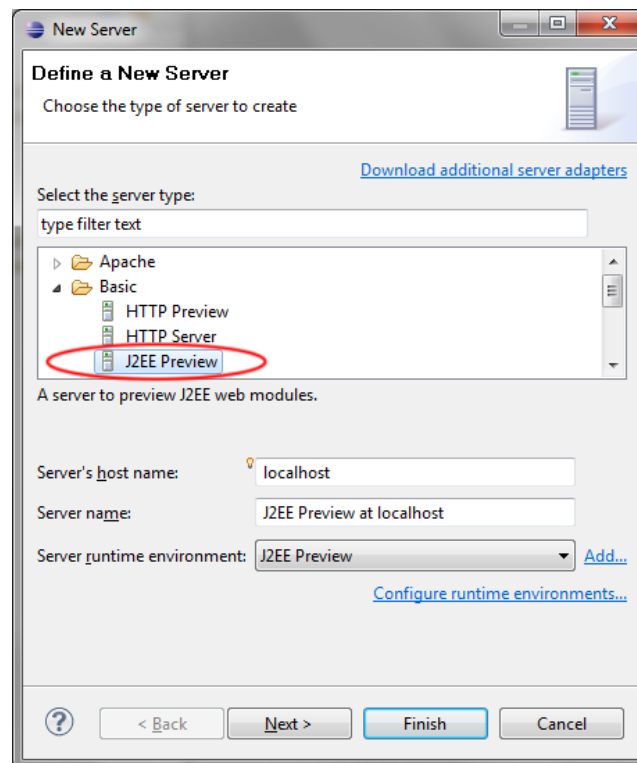 New Server
Define a New Server
Choose the type of server to create
Download additional server adapters
Select the server type:
type filter text
Apache
Basic
HTTP Preview
HTTP Server
J2EE Preview
A server to preview J2EE web modules.
Server's host name: localhost
Server name: J2EE Preview at localhost
Server runtime environment: J2EE Preview Add...
Configure runtime environments...
? < Back Next > Finish Cancel